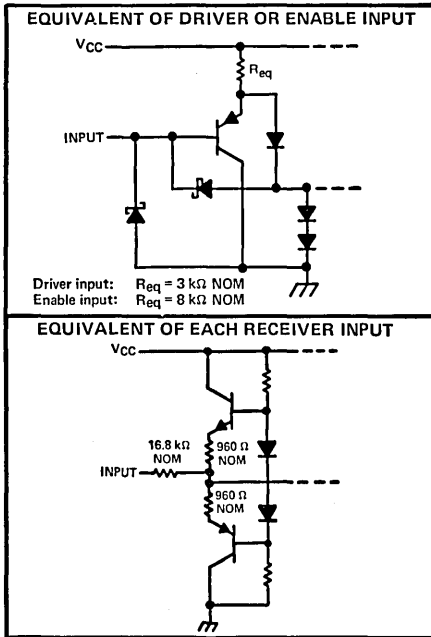 EQUIVALENT OF DRIVER OR ENABLE INPUT
VCC
Req
INPUT
Driver input: Req = 3 kΩ NOM
Enable input: Req = 8 kΩ NOM
EQUIVALENT OF EACH RECEIVER INPUT
VCC
16.8 kΩ
NOM
960 Ω
NOM
INPUT
960 Ω
NOM